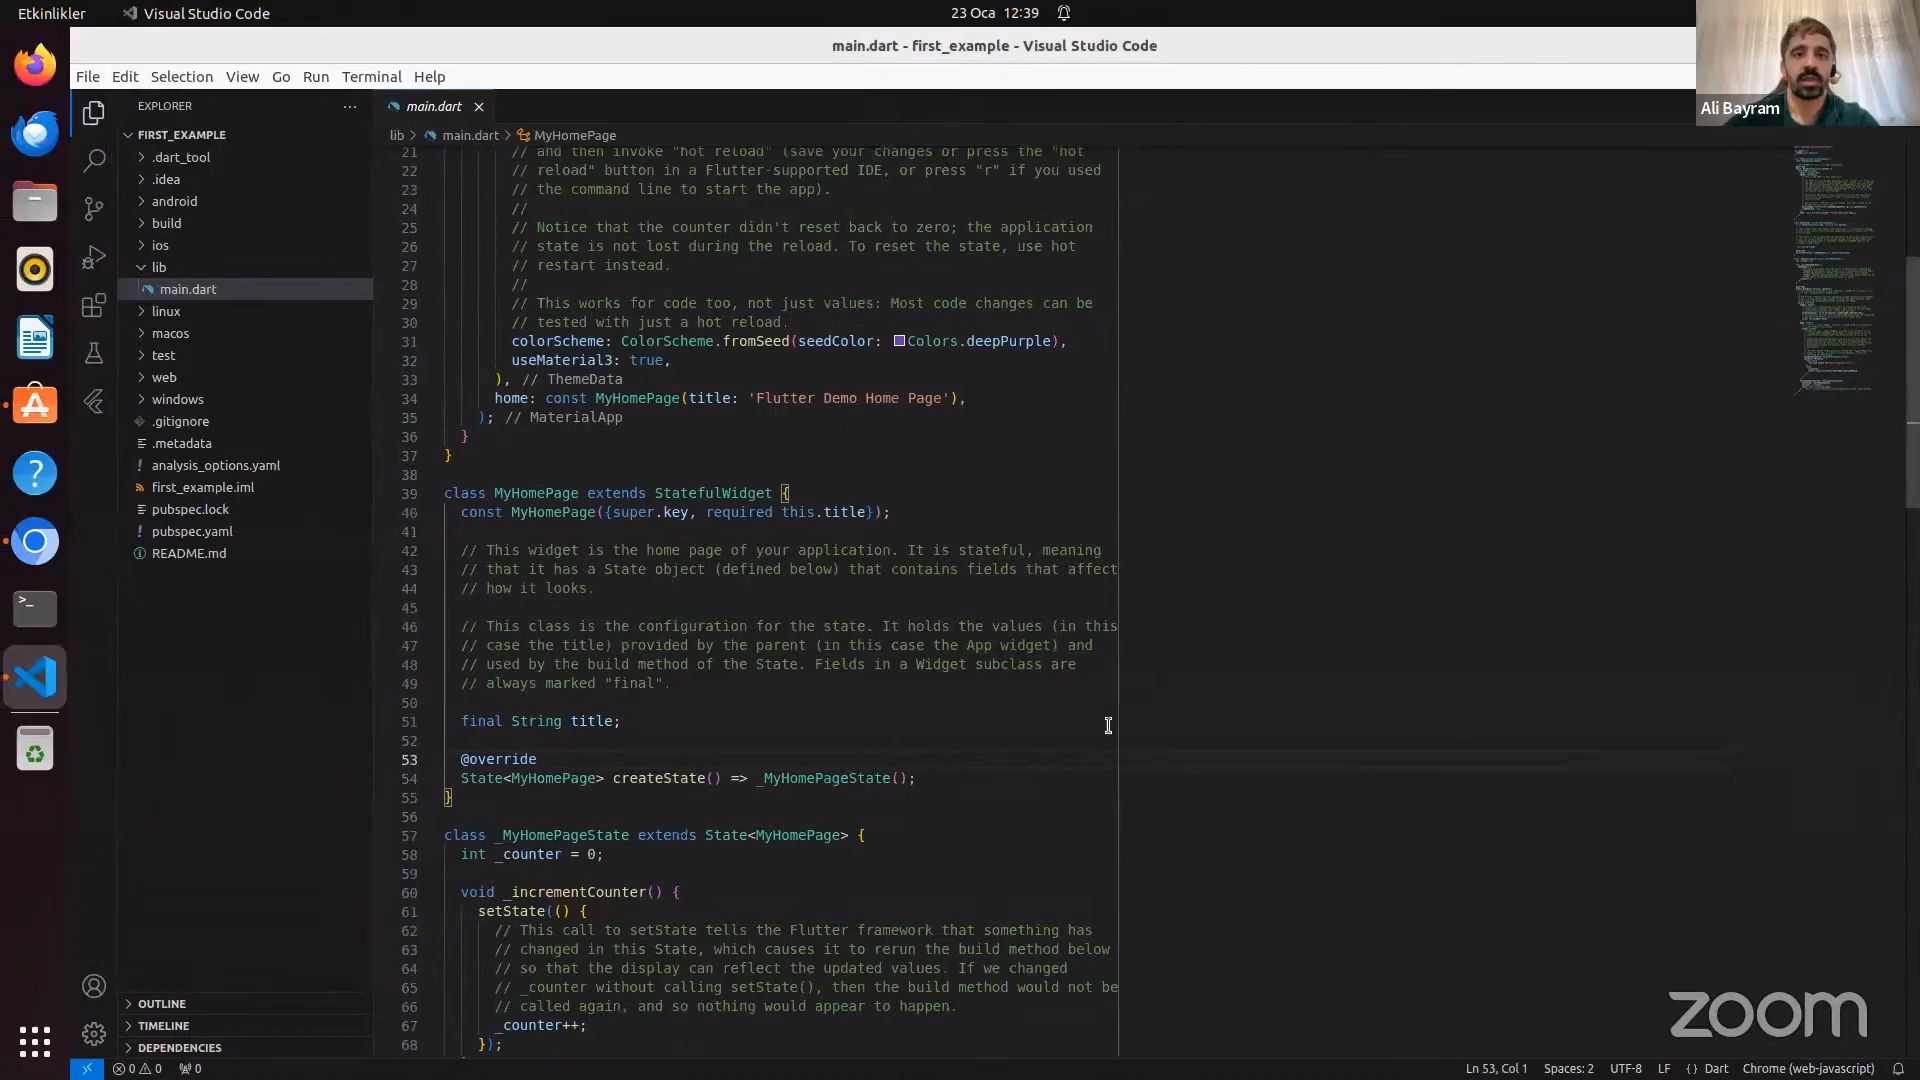 Etkinlikler
Visual Studio Code
23 Oca 12:39
main.dart - first_example - Visual Studio Code
Ali Bayram
File Edit Selection View Go Run Terminal Help
EXPLORER
main.dart
FIRST_EXAMPLE
.dart_tool
.idea
android
build
ios
lib
main.dart
linux
macos
test
web
windows
.gitignore
.metadata
analysis_options.yaml
first_example.iml
pubspec.lock
pubspec.yaml
README.md
OUTLINE
TIMELINE
DEPENDENCIES
lib > main.dart > MyHomePage
21 // and then invoke "hot reload" (save your changes or press the "hot
22 // reload" button in a Flutter-supported IDE, or press "r" if you used
23 // the command line to start the app).
24 //
25 // Notice that the counter didn't reset back to zero; the application
26 // state is not lost during the reload. To reset the state, use hot
27 // restart instead.
28 //
29 // This works for code too, not just values: Most code changes can be
30 // tested with just a hot reload.
31 colorScheme: ColorScheme.fromSeed(seedColor: Colors.deepPurple),
32 useMaterial3: true,
33 ), // ThemeData
34 home: const MyHomePage(title: 'Flutter Demo Home Page'),
35 ); // MaterialApp
36 }
37 }
38
39 class MyHomePage extends StatefulWidget {
40 const MyHomePage({super.key, required this.title});
41
42 // This widget is the home page of your application. It is stateful, meaning
43 // that it has a State object (defined below) that contains fields that affect
44 // how it looks.
45
46 // This class is the configuration for the state. It holds the values (in this
47 // case the title) provided by the parent (in this case the App widget) and
48 // used by the build method of the State. Fields in a Widget subclass are
49 // always marked "final".
50
51 final String title;
52
53 @override
54 State<MyHomePage> createState() => _MyHomePageState();
55 }
56
57 class _MyHomePageState extends State<MyHomePage> {
58 int _counter = 0;
59
60 void _incrementCounter() {
61 setState(() {
62 // This call to setState tells the Flutter framework that something has
63 // changed in this State, which causes it to rerun the build method below
64 // so that the display can reflect the updated values. If we changed
65 // _counter without calling setState(), then the build method would not be
66 // called again, and so nothing would appear to happen.
67 _counter++;
68 });
zoom
0 0 0
Ln 53, Col 1 Spaces: 2 UTF-8 LF { } Dart Chrome (web-javascript)